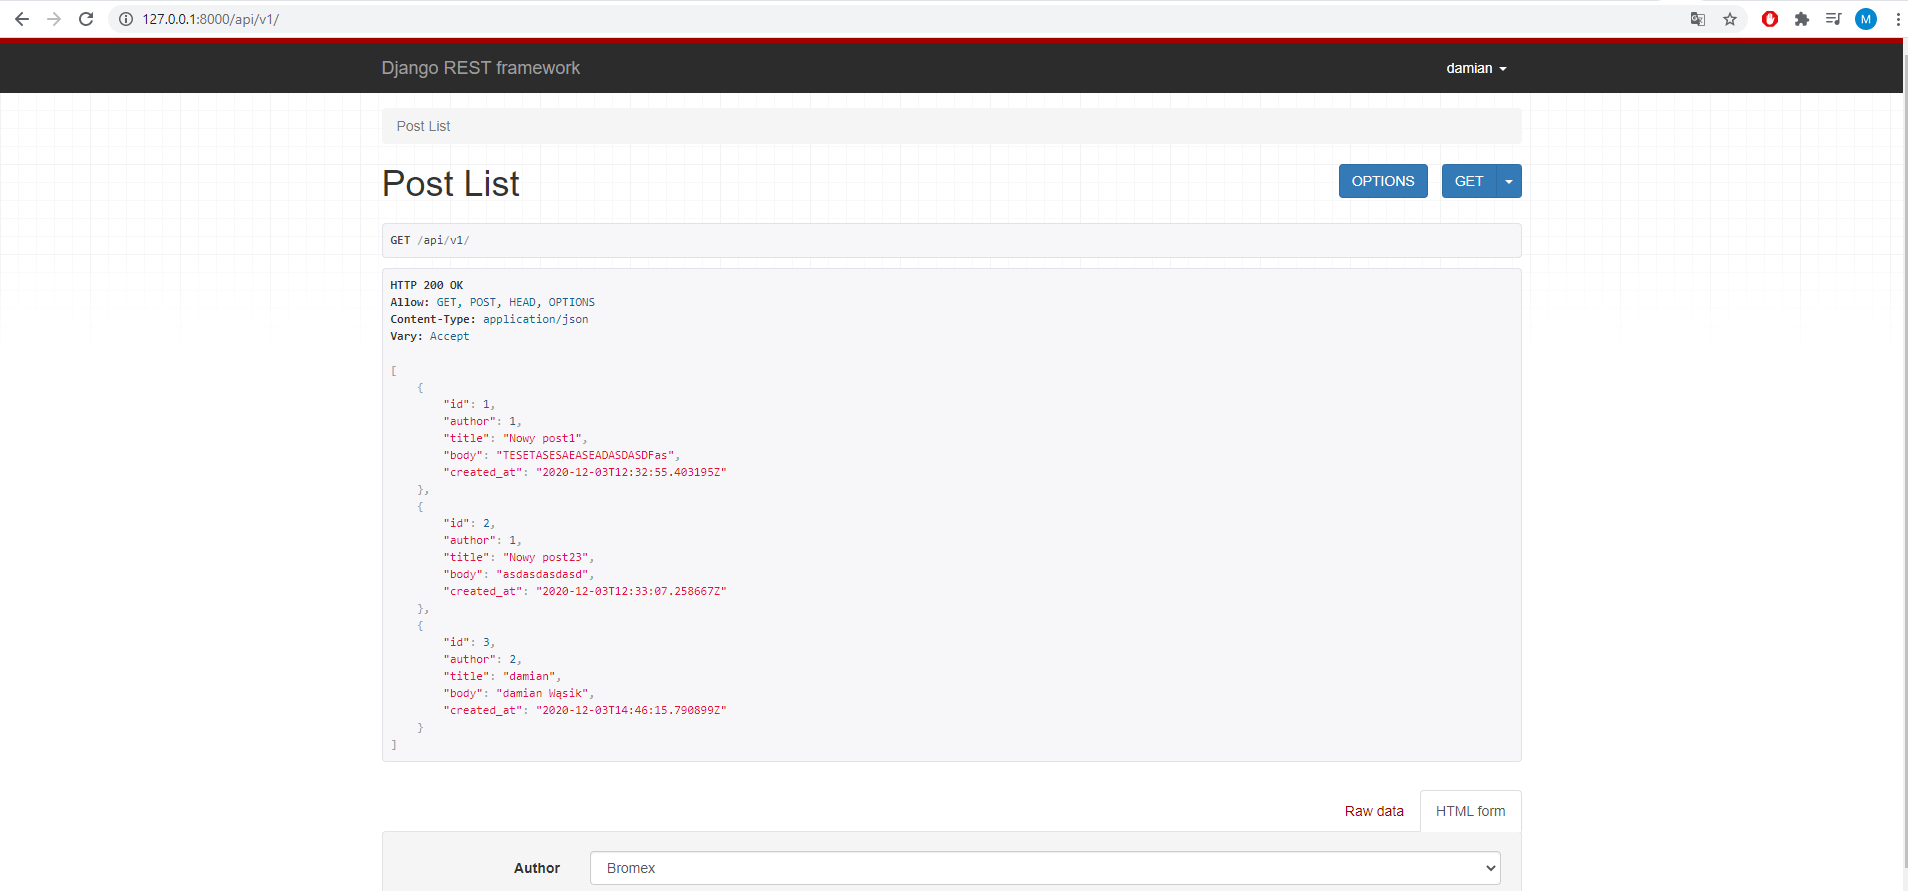 127.0.0.1:8000/api/v1/
M
Django REST framework
damian
Post List
Post List
OPTIONS
GET
GET /api/v1/
HTTP 200 OK
Allow: GET, POST, HEAD, OPTIONS
Content-Type: application/json
Vary: Accept
[
{
"id": 1,
"author": 1,
"title": "Nowy post1",
"body": "TESETASESAEASEADASDASDFas",
"created_at": "2020-12-03T12:32:55.403195Z"
},
{
"id": 2,
"author": 1,
"title": "Nowy post23",
"body": "asdasdasdasd",
"created_at": "2020-12-03T12:33:07.258667Z"
},
{
"id": 3,
"author": 2,
"title": "damian",
"body": "damian Wąsik",
"created_at": "2020-12-03T14:46:15.790899Z"
}
]
Raw data
HTML form
Author
Bromex